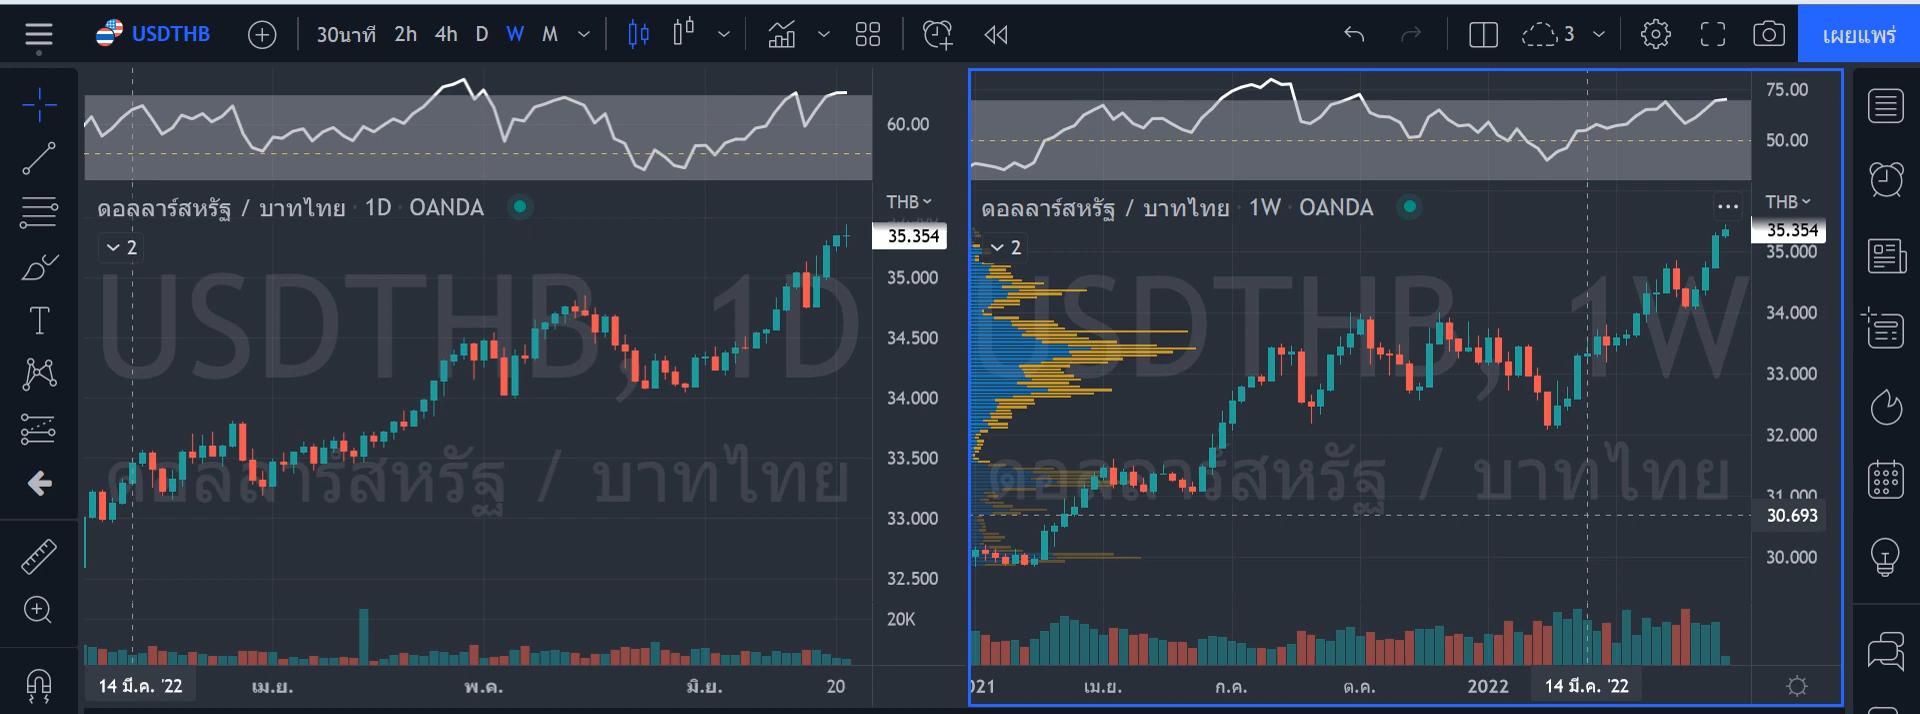 USDTHB 30นาที 2h 4h D W M 3 เผยแพร่
60.00
ดอลลาร์สหรัฐ / บาทไทย · 1D · OANDA
THB
35.354
2
35.000
34.500
34.000
33.500
33.000
32.500
20K
USDTHB, 1D
ดอลลาร์สหรัฐ / บาทไทย
14 มี.ค. '22 เม.ย. พ.ค. มิ.ย. 20
75.00
50.00
ดอลลาร์สหรัฐ / บาทไทย · 1W · OANDA
THB
35.354
2
35.000
34.000
33.000
32.000
31.000
30.693
30.000
USDTHB, 1W
ดอลลาร์สหรัฐ / บาทไทย
021 เม.ย. ก.ค. ต.ค. 2022 14 มี.ค. '22
T